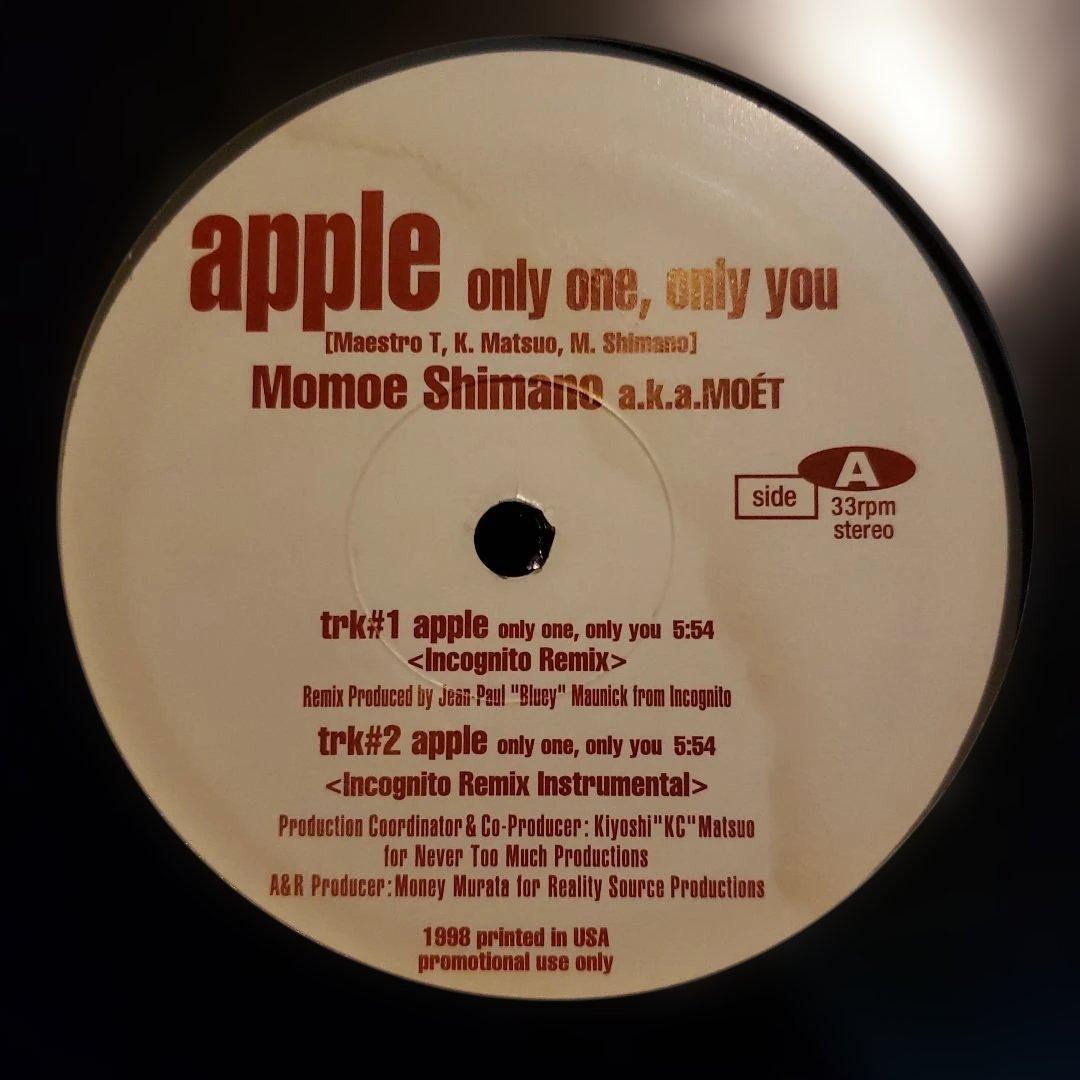 apple only one, only you
[Maestro T, K. Matsuo, M. Shimano]
Momoe Shimano a.k.a.MOÉT
side A
33rpm
stereo
trk#1 apple only one, only you 5:54
<Incognito Remix>
Remix Produced by Jean-Paul "Bluey" Maunick from Incognito
trk#2 apple only one, only you 5:54
<Incognito Remix Instrumental>
Production Coordinator & Co-Producer: Kiyoshi"KC"Matsuo
for Never Too Much Productions
A&R Producer:Money Murata for Reality Source Productions
1998 printed in USA
promotional use only